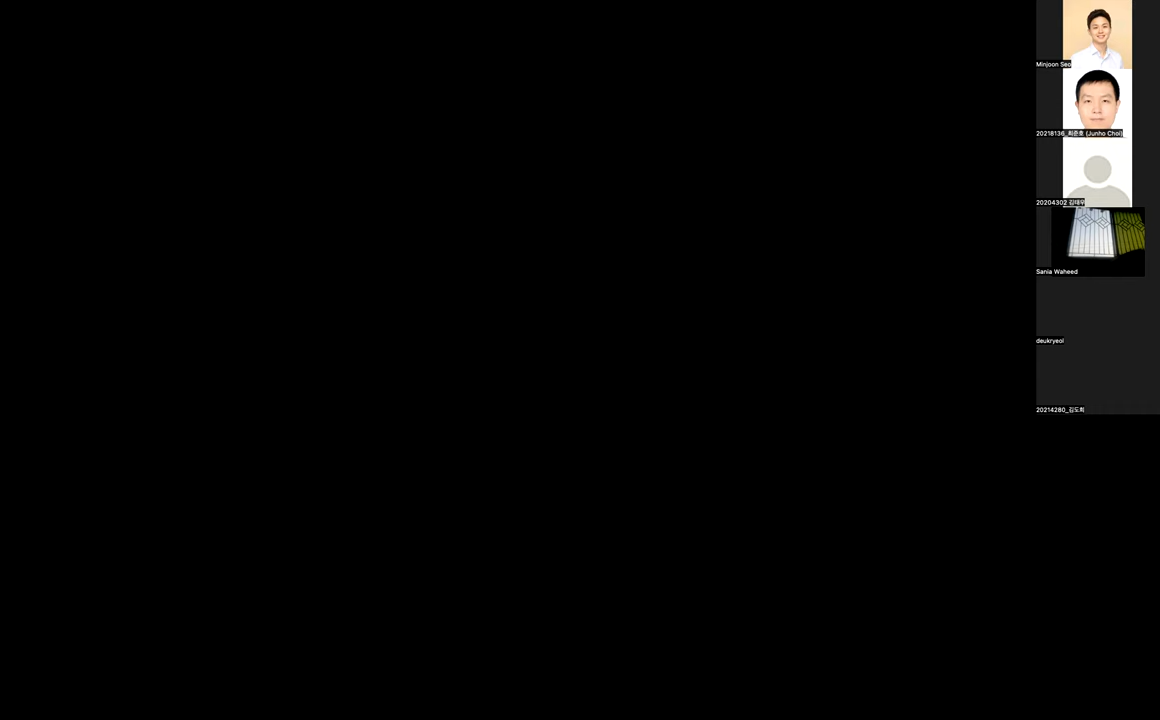 Minjoon Seo
20218136_최준호 (Junho Choi)
20204302 김태우
Sania Waheed
deukryeol
20214280_김도희